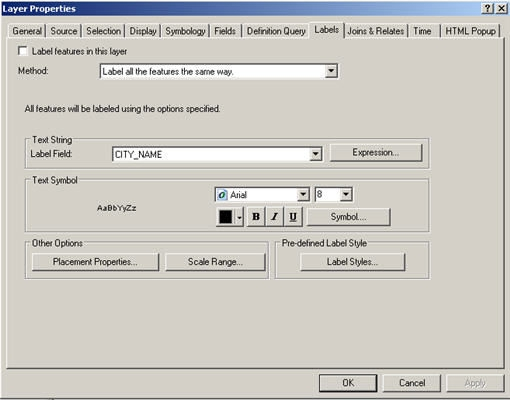 Layer Properties
General Source Selection Display Symbology Fields Definition Query Labels Joins & Relates Time HTML Popup
Label features in this layer
Method: Label all the features the same way.
All features will be labeled using the options specified.
Text String
Label Field: CITY_NAME Expression...
Text Symbol
AaBbYyZz
Arial 8
B I U Symbol...
Other Options Pre-defined Label Style
Placement Properties... Scale Range... Label Styles...
OK Cancel Apply